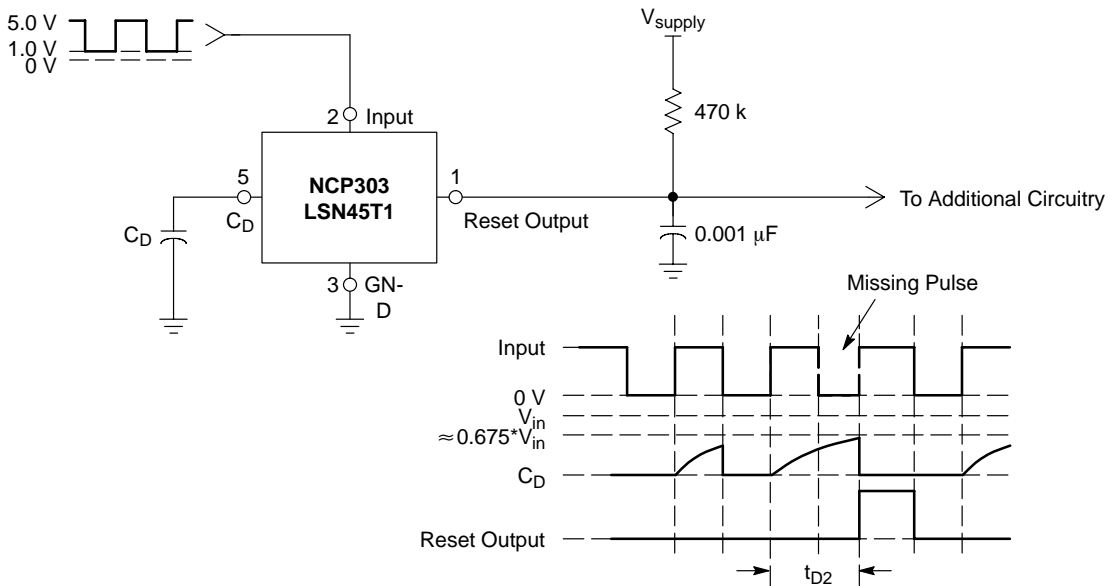 5.0 V
1.0 V
0 V
2
Input
5
C_D
C_D
NCP303
LSN45T1
1
Reset Output
3
GN-
D
V_supply
470 k
0.001 μF
To Additional Circuitry
Missing Pulse
Input
0 V
V_in
≈0.675*V_in
C_D
Reset Output
t_D2